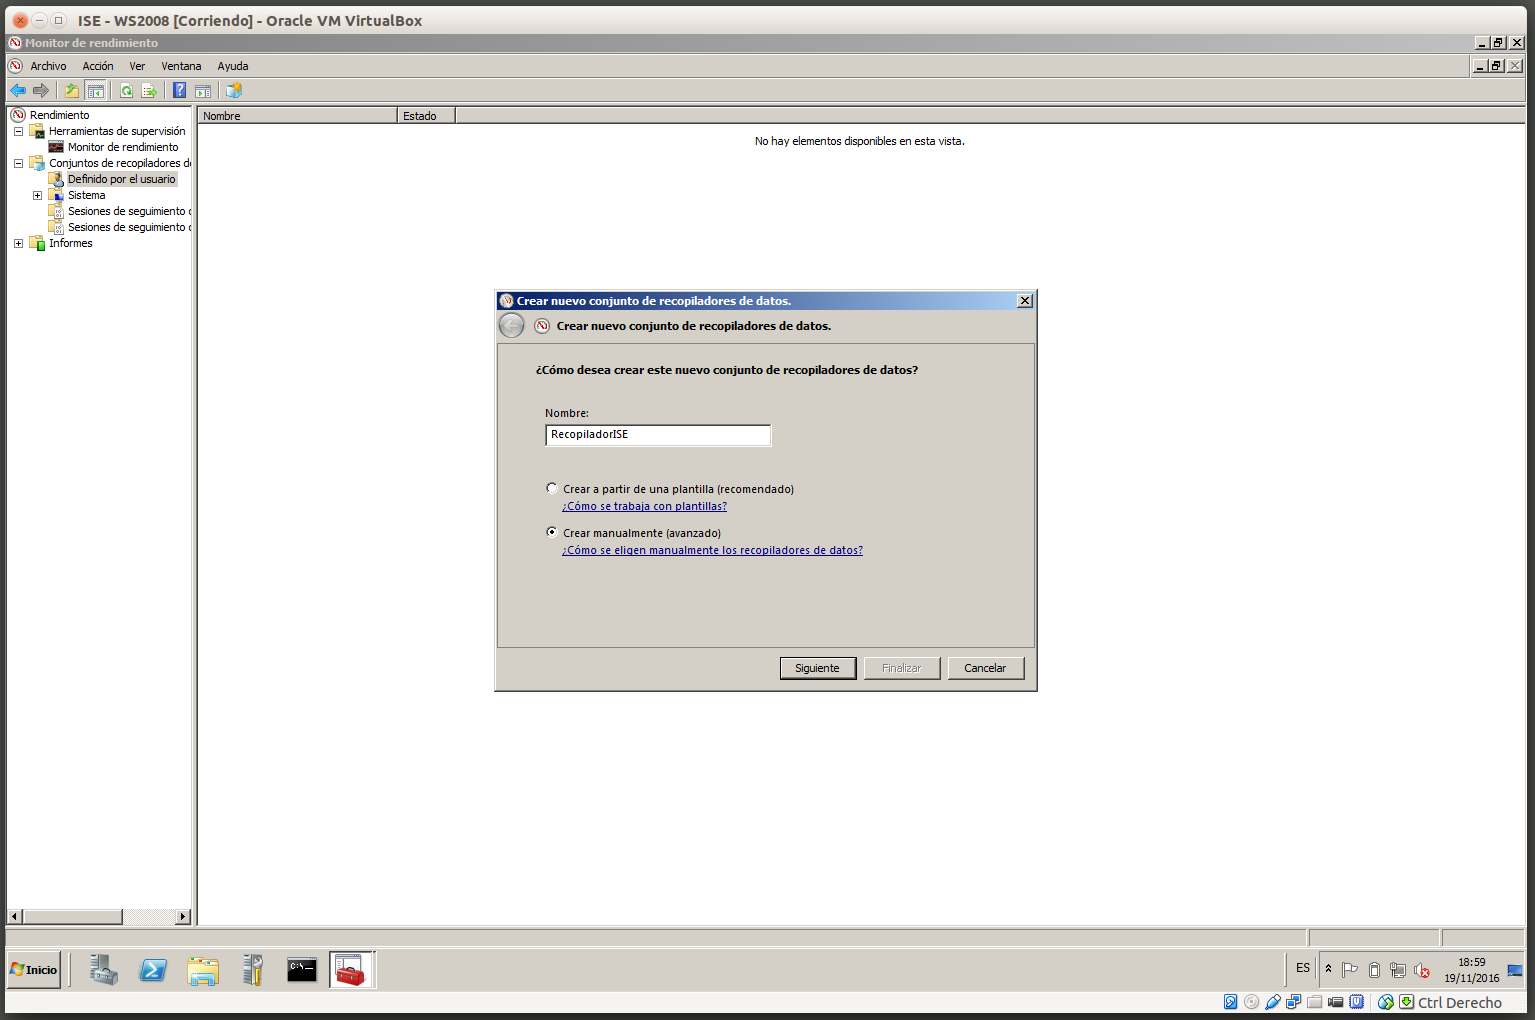 ISE - WS2008 [Corriendo] - Oracle VM VirtualBox
Monitor de rendimiento
Archivo Acción Ver Ventana Ayuda
Rendimiento
Herramientas de supervisión
Monitor de rendimiento
Conjuntos de recopiladores de
Definido por el usuario
Sistema
Sesiones de seguimiento
Sesiones de seguimiento
Informes
Nombre Estado
No hay elementos disponibles en esta vista.
Crear nuevo conjunto de recopiladores de datos.
Crear nuevo conjunto de recopiladores de datos.
¿Cómo desea crear este nuevo conjunto de recopiladores de datos?
Nombre:
RecopiladorISE
Crear a partir de una plantilla (recomendado)
¿Cómo se trabaja con plantillas?
Crear manualmente (avanzado)
¿Cómo se eligen manualmente los recopiladores de datos?
Siguiente Finalizar Cancelar
Inicio
C:\_
ES
18:59
19/11/2016
Ctrl Derecho